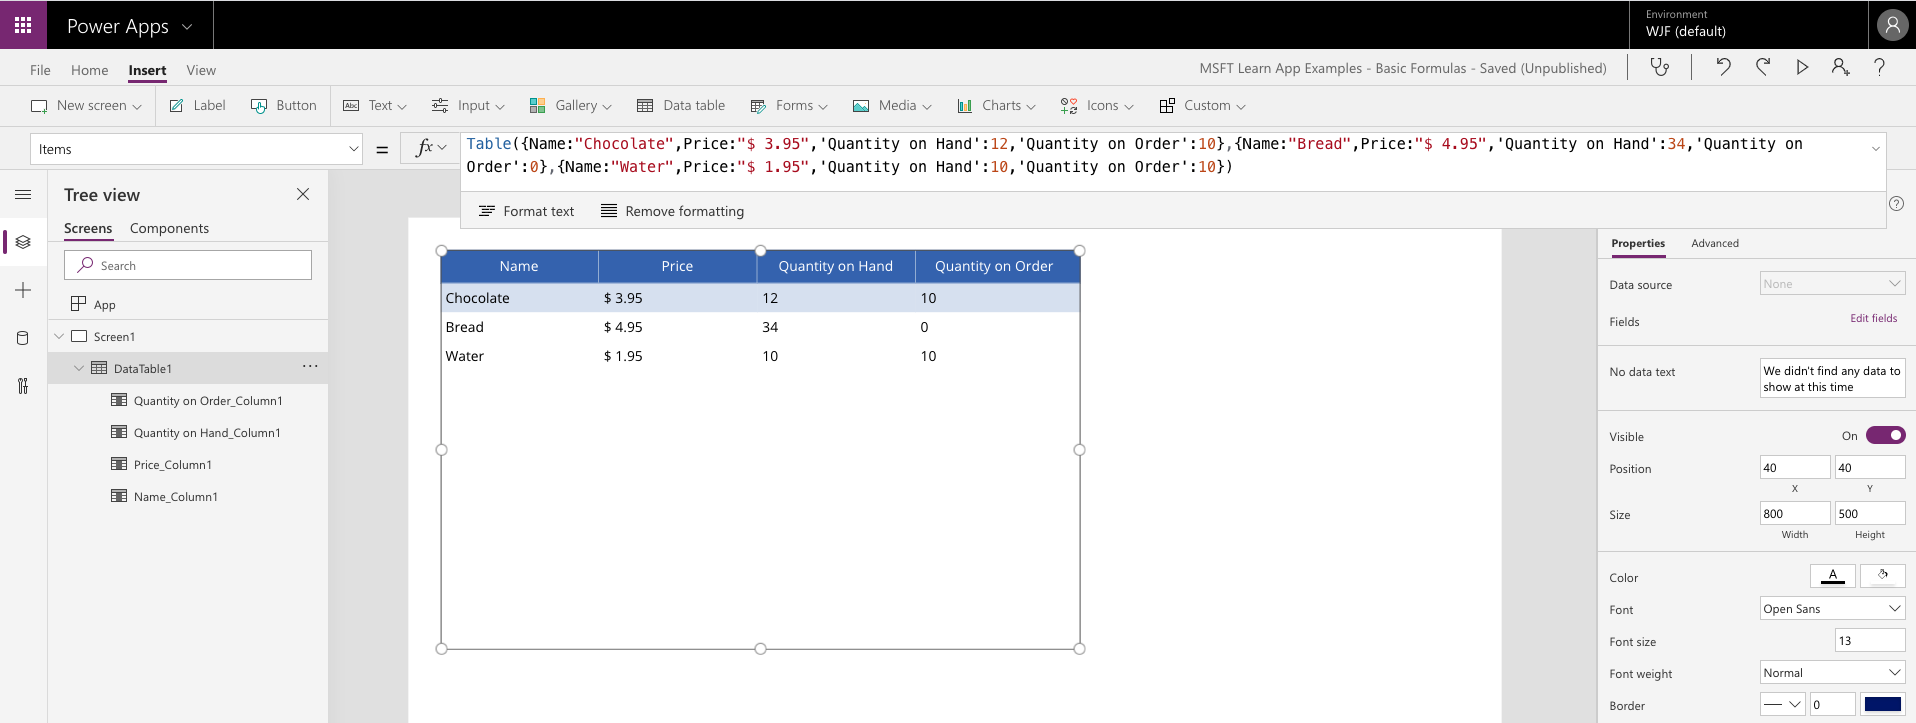 Power Apps
Environment
WJF (default)
File Home Insert View
MSFT Learn App Examples - Basic Formulas - Saved (Unpublished)
New screen Label Button Text Input Gallery Data table Forms Media Charts Icons Custom
Abc
Items = fx
Table({Name:"Chocolate",Price:"$ 3.95",'Quantity on Hand':12,'Quantity on Order':10},{Name:"Bread",Price:"$ 4.95",'Quantity on Hand':34,'Quantity on
Order':0},{Name:"Water",Price:"$ 1.95",'Quantity on Hand':10,'Quantity on Order':10})
Format text Remove formatting
Tree view
Screens Components
Search
App
Screen1
DataTable1
Quantity on Order_Column1
Quantity on Hand_Column1
Price_Column1
Name_Column1
Name Price Quantity on Hand Quantity on Order
Chocolate $ 3.95 12 10
Bread $ 4.95 34 0
Water $ 1.95 10 10
Properties Advanced
Data source None
Fields Edit fields
No data text We didn't find any data to
show at this time
Visible On
Position 40 40
X Y
Size 800 500
Width Height
Color A
Font Open Sans
Font size 13
Font weight Normal
Border 0